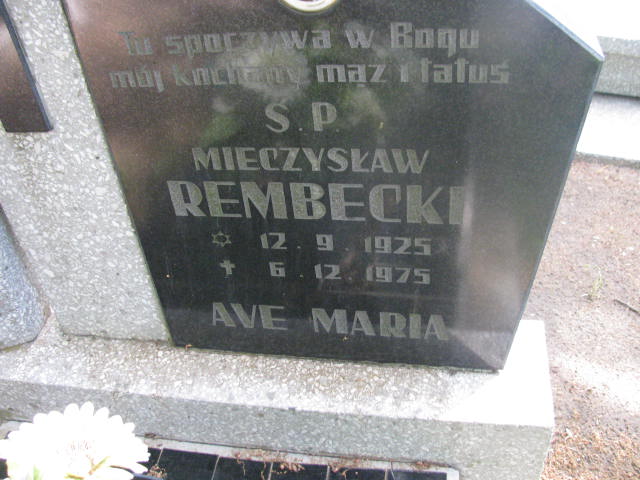 Tu spoczywa w Bogu
mój kochany mąż i tatuś
Ś.P.
MIECZYSŁAW
REMBECKI
✡ 12.9.1925
✝ 6.12.1975
AVE MARIA